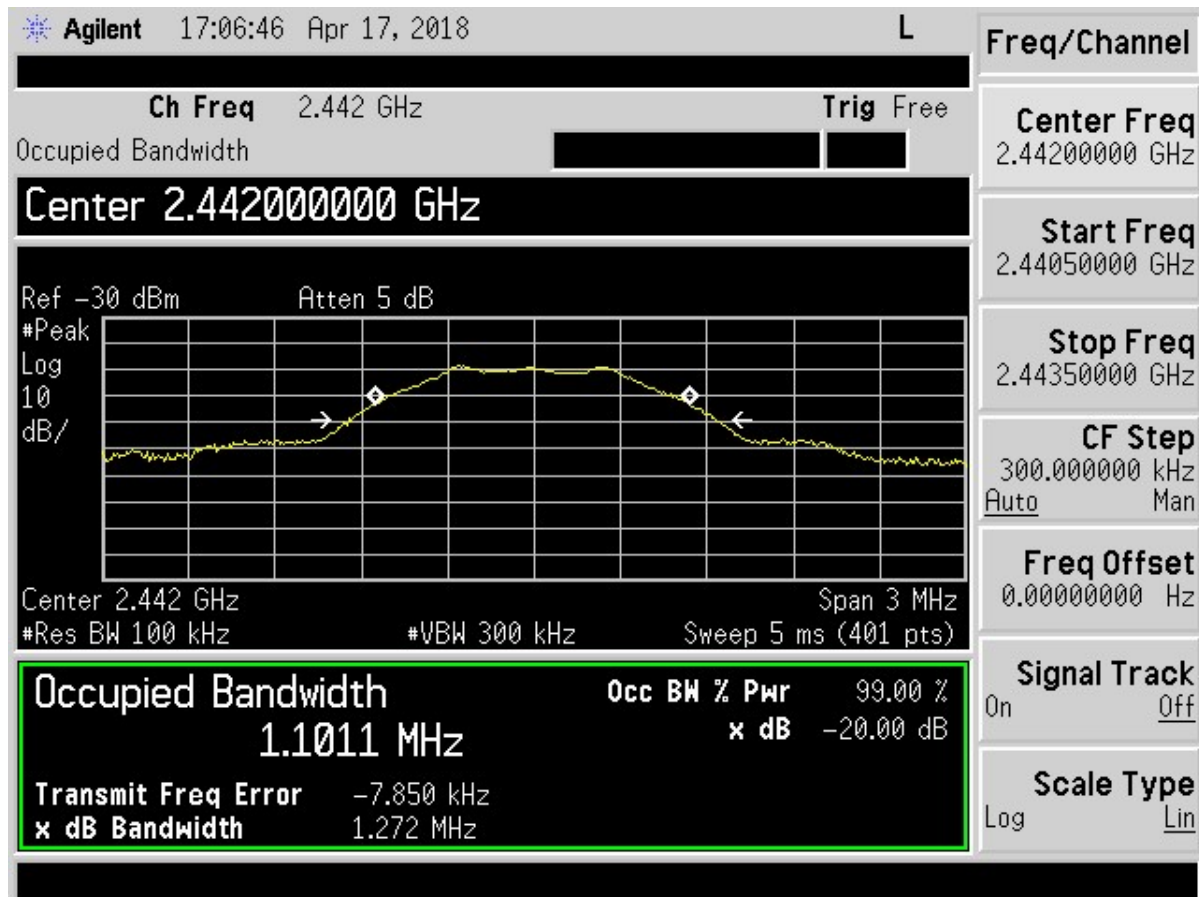 Agilent 17:06:46 Apr 17, 2018 L
Ch Freq 2.442 GHz Trig Free
Occupied Bandwidth
Center 2.442000000 GHz
Ref -30 dBm Atten 5 dB
#Peak
Log
10
dB/
Center 2.442 GHz Span 3 MHz
#Res BW 100 kHz #VBW 300 kHz Sweep 5 ms (401 pts)
Occupied Bandwidth Occ BW % Pwr 99.00 %
1.1011 MHz x dB -20.00 dB
Transmit Freq Error -7.850 kHz
x dB Bandwidth 1.272 MHz
Freq/Channel
Center Freq
2.44200000 GHz
Start Freq
2.44050000 GHz
Stop Freq
2.44350000 GHz
CF Step
300.000000 kHz
Auto Man
Freq Offset
0.00000000 Hz
Signal Track
On Off
Scale Type
Log Lin